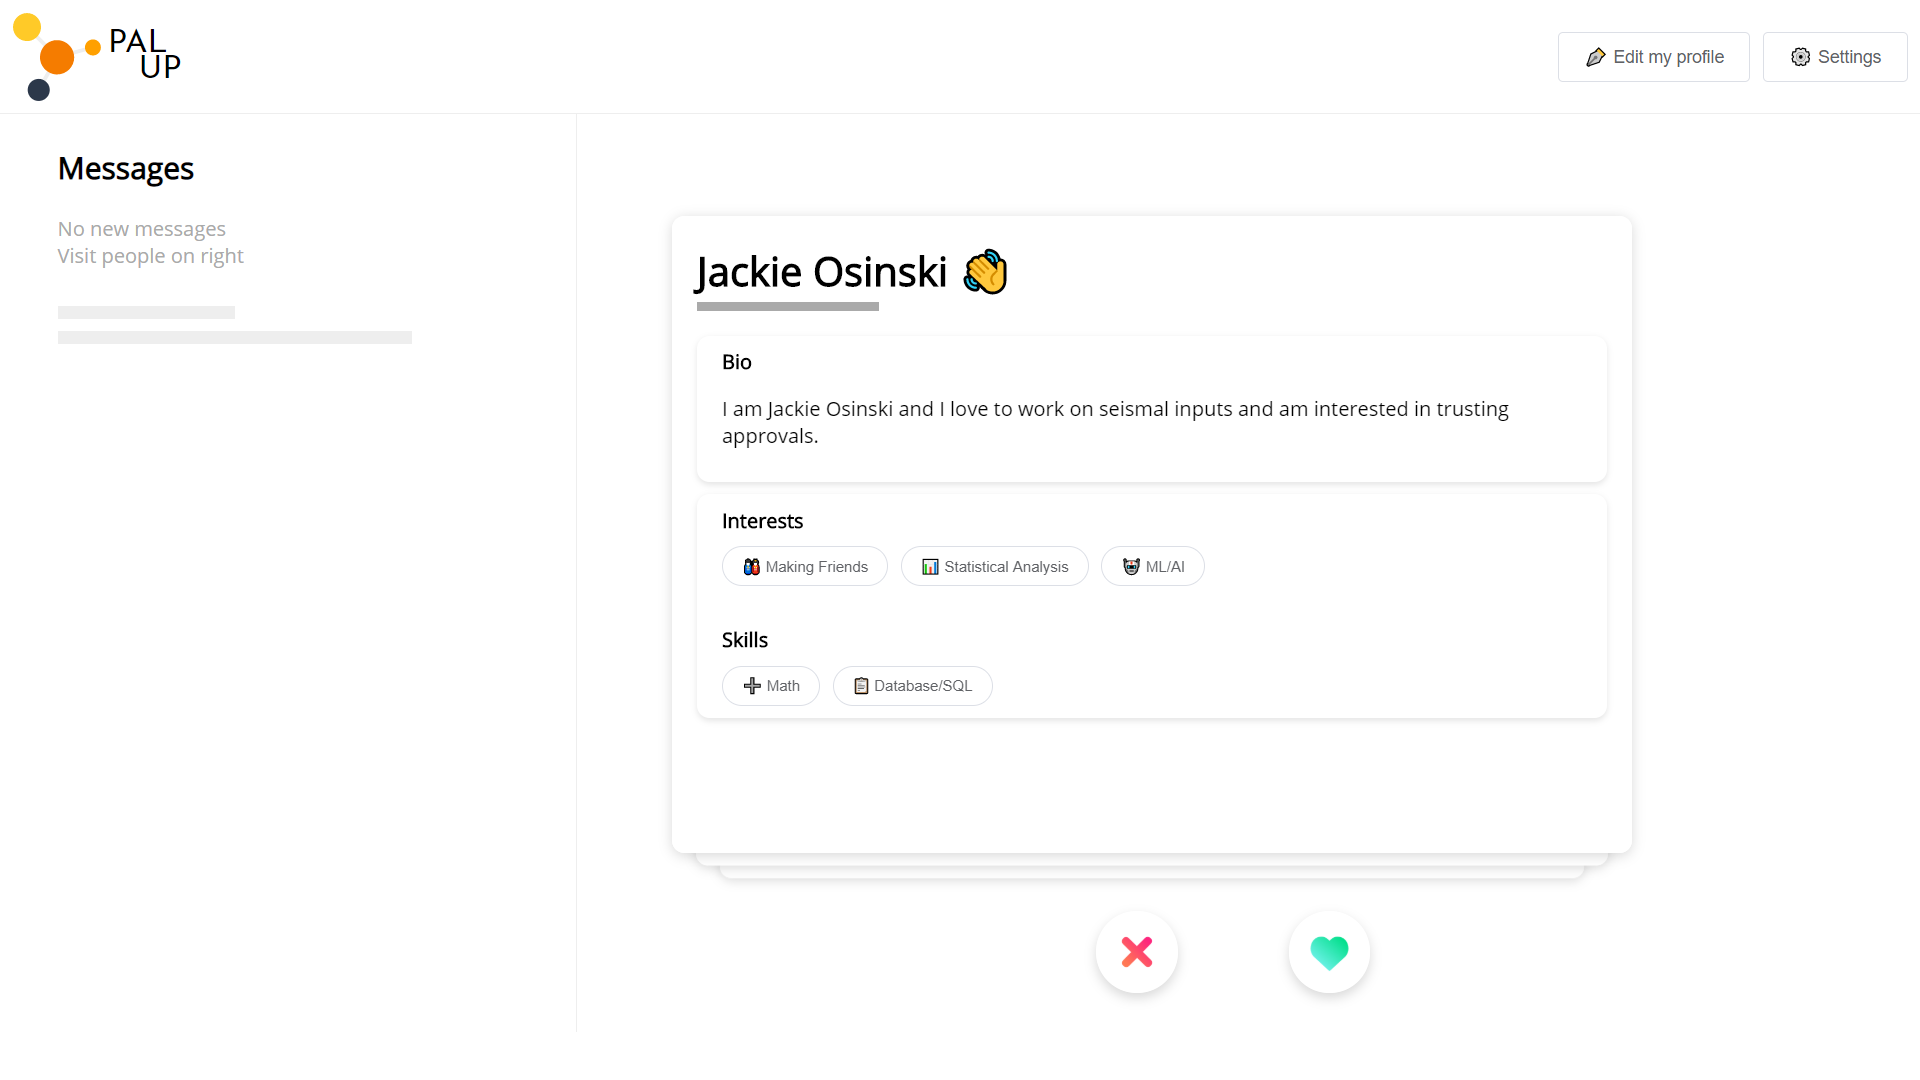 PAL
UP
Edit my profile
Settings
Messages
No new messages
Visit people on right
Jackie Osinski
Bio
I am Jackie Osinski and I love to work on seismal inputs and am interested in trusting
approvals.
Interests
Making Friends
Statistical Analysis
ML/AI
Skills
Math
Database/SQL